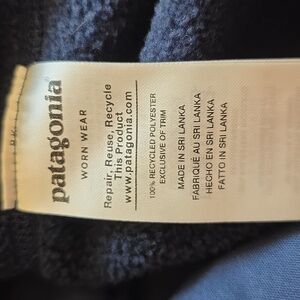 patagonia®
WORN WEAR
Repair, Reuse, Recycle
This Product
www.patagonia.com
100% RECYCLED POLYESTER
EXCLUSIVE OF TRIM
MADE IN SRI LANKA
FABRIQUÉ AU SRI LANKA
HECHO EN SRI LANKA
FATTO IN SRI LANKA